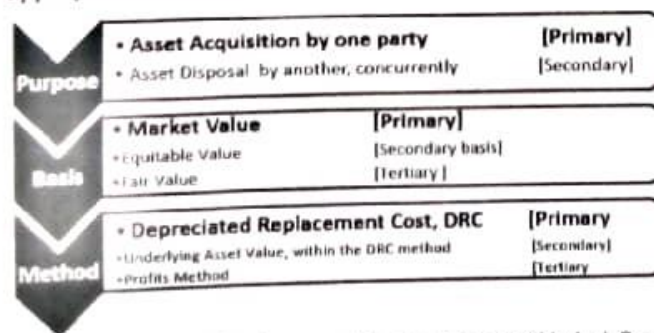 • Asset Acquisition by one party [Primary]
• Asset Disposal by another, concurrently [Secondary]
Purpose
• Market Value [Primary]
• Equitable Value [Secondary basis]
• Fair Value [Tertiary]
Basis
• Depreciated Replacement Cost, DRC [Primary
• Underlying Asset Value, within the DRC method [Secondary]
• Profits Method [Tertiary
Method